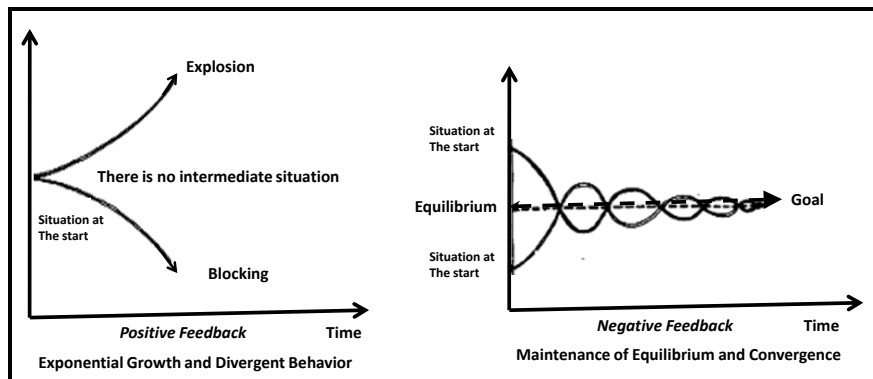 Explosion
There is no intermediate situation
Situation at
The start
Blocking
Positive Feedback
Time
Exponential Growth and Divergent Behavior
Situation at
The start
Equilibrium
Goal
Situation at
The start
Negative Feedback
Time
Maintenance of Equilibrium and Convergence